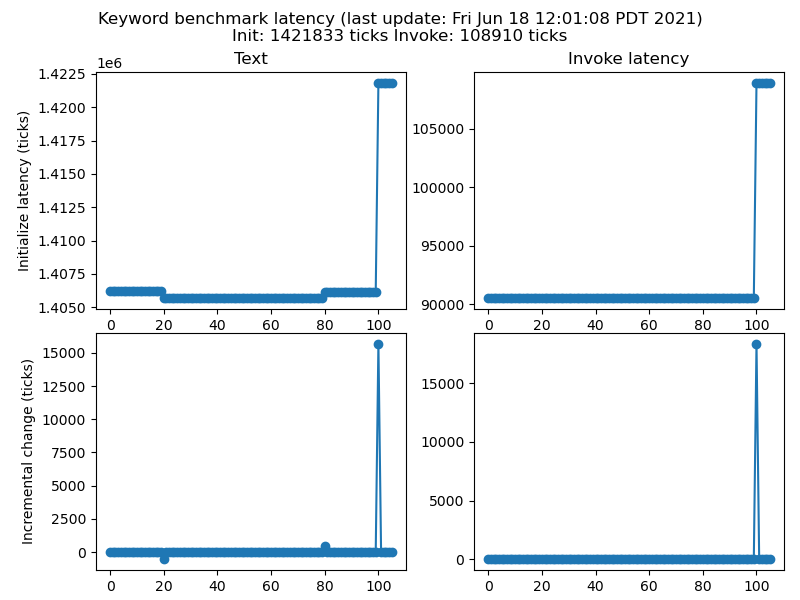 Keyword benchmark latency (last update: Fri Jun 18 12:01:08 PDT 2021)
Init: 1421833 ticks Invoke: 108910 ticks
Text
Invoke latency
1e6
1.4225
1.4200
1.4175
1.4150
1.4125
1.4100
1.4075
1.4050
Initialize latency (ticks)
0 20 40 60 80 100
105000
100000
95000
90000
0 20 40 60 80 100
15000
12500
10000
7500
5000
2500
0
Incremental change (ticks)
0 20 40 60 80 100
15000
10000
5000
0
0 20 40 60 80 100